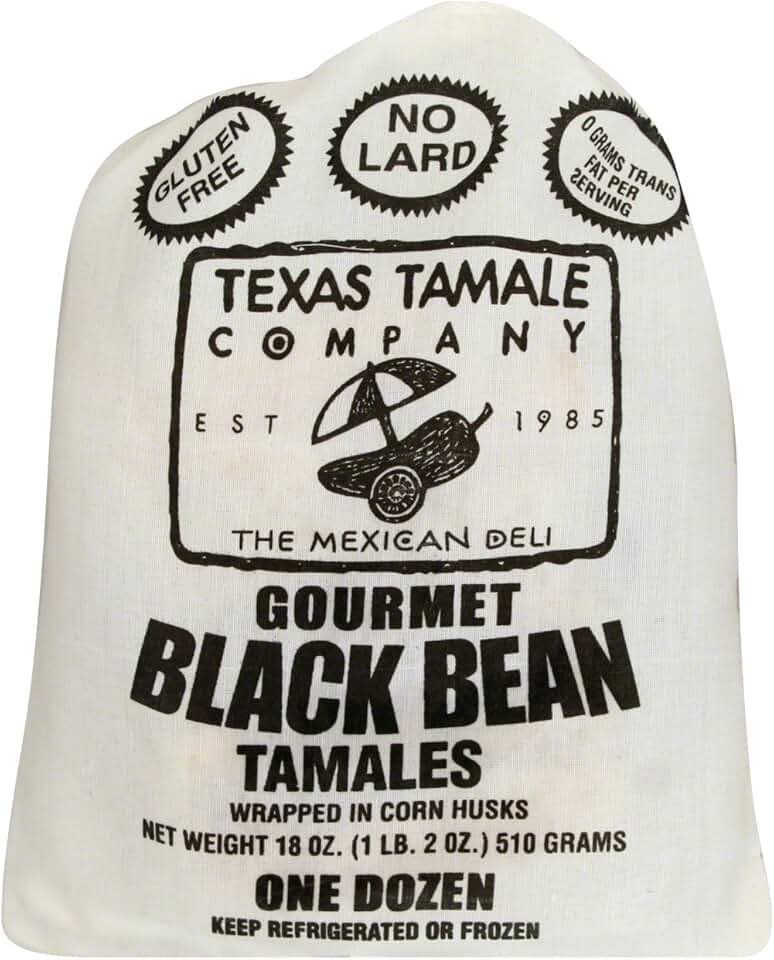 GLUTEN
FREE
NO
LARD
0 GRAMS TRANS
FAT PER
SERVING
TEXAS TAMALE
COMPANY
EST 1985
THE MEXICAN DELI
GOURMET
BLACK BEAN
TAMALES
WRAPPED IN CORN HUSKS
NET WEIGHT 18 OZ. (1 LB. 2 OZ.) 510 GRAMS
ONE DOZEN
KEEP REFRIGERATED OR FROZEN